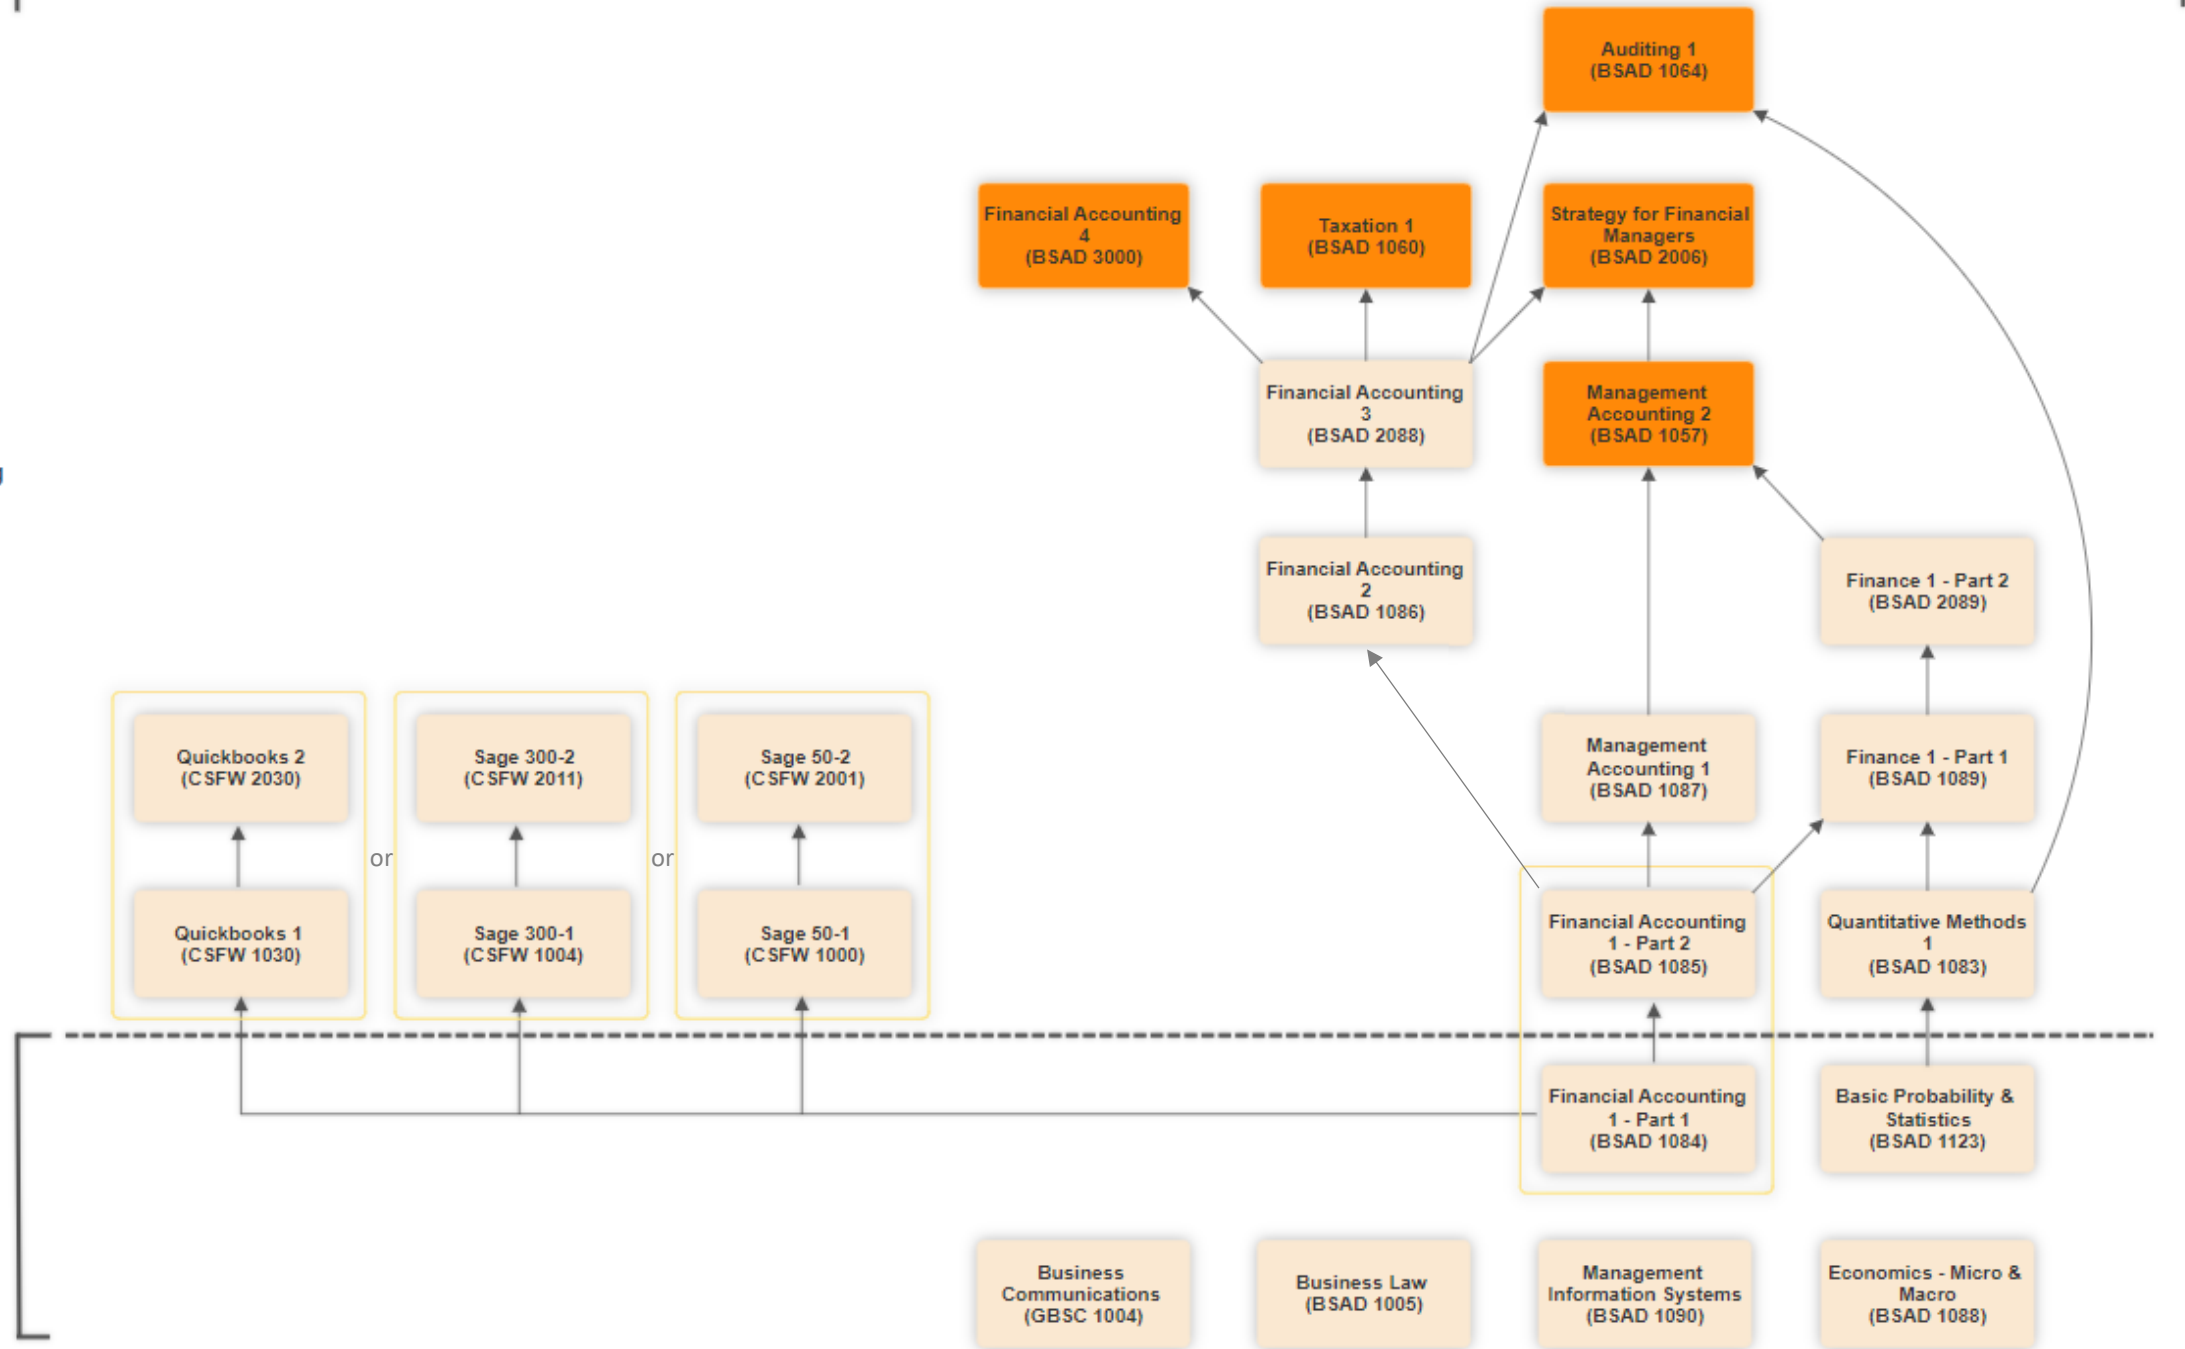 Auditing 1
(BSAD 1064)
Financial Accounting
4
(BSAD 3000)
Taxation 1
(BSAD 1060)
Strategy for Financial
Managers
(BSAD 2006)
Financial Accounting
3
(BSAD 2088)
Management
Accounting 2
(BSAD 1057)
Financial Accounting
2
(BSAD 1086)
Finance 1 - Part 2
(BSAD 2089)
Quickbooks 2
(CSFW 2030)
Sage 300-2
(CSFW 2011)
Sage 50-2
(CSFW 2001)
Management
Accounting 1
(BSAD 1087)
Finance 1 - Part 1
(BSAD 1089)
or
or
Quickbooks 1
(CSFW 1030)
Sage 300-1
(CSFW 1004)
Sage 50-1
(CSFW 1000)
Financial Accounting
1 - Part 2
(BSAD 1085)
Quantitative Methods
1
(BSAD 1083)
Financial Accounting
1 - Part 1
(BSAD 1084)
Basic Probability &
Statistics
(BSAD 1123)
Business
Communications
(GBSC 1004)
Business Law
(BSAD 1005)
Management
Information Systems
(BSAD 1090)
Economics - Micro &
Macro
(BSAD 1088)